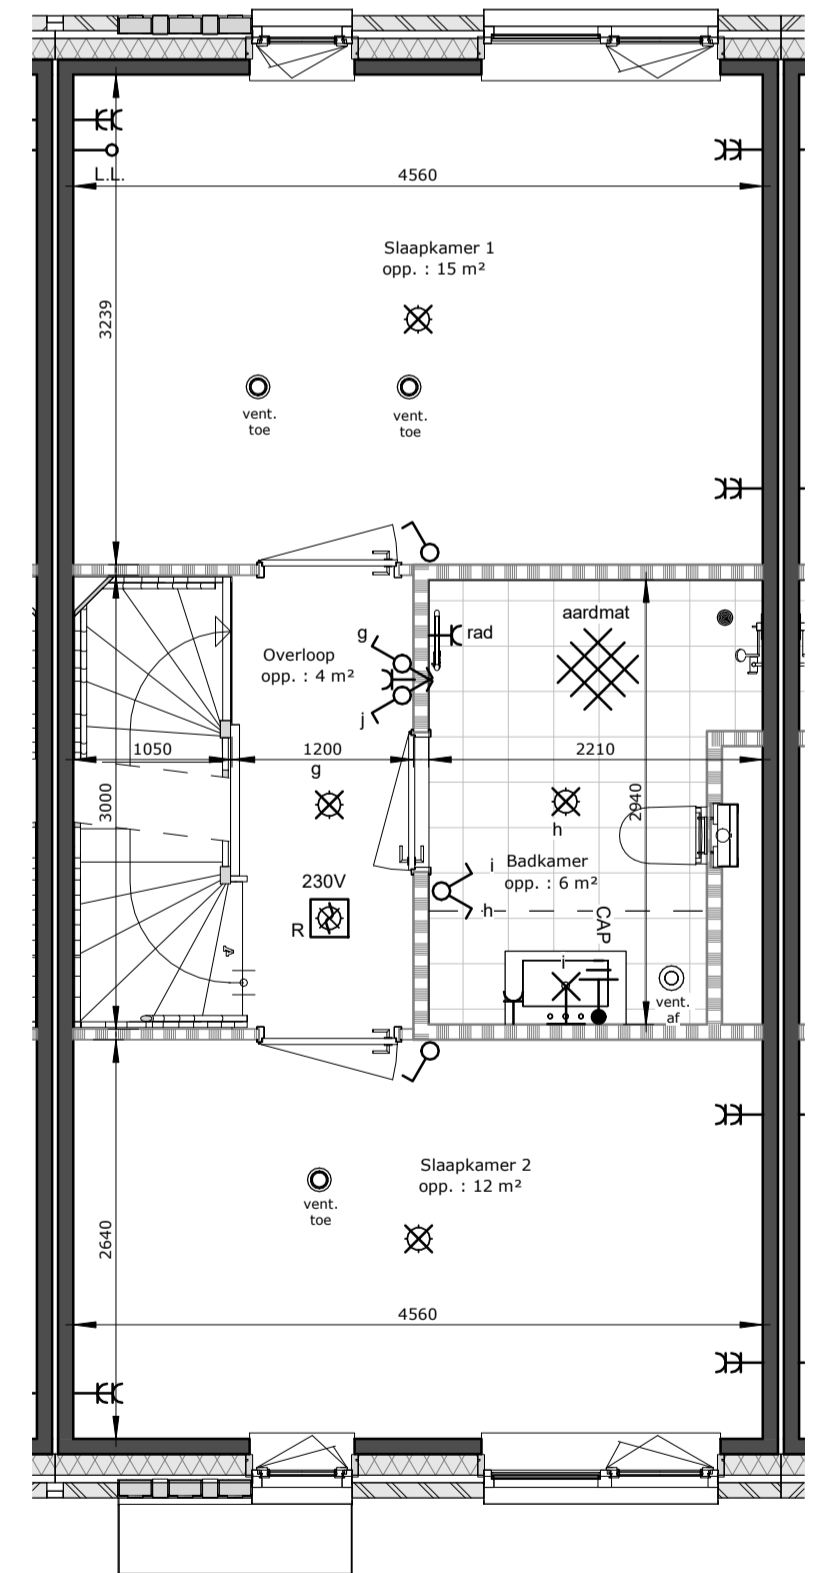 L.L.
4560
Slaapkamer 1
opp. : 15 m²
3239
vent.
toe
vent.
toe
aardmat
g
rad
Overloop
opp. : 4 m²
j
1050
1200
2210
g
3000
2940
h
i
Badkamer
opp. : 6 m²
230V
h
CAP
R
4
i
vent.
af
Slaapkamer 2
opp. : 12 m²
vent.
toe
2640
4560